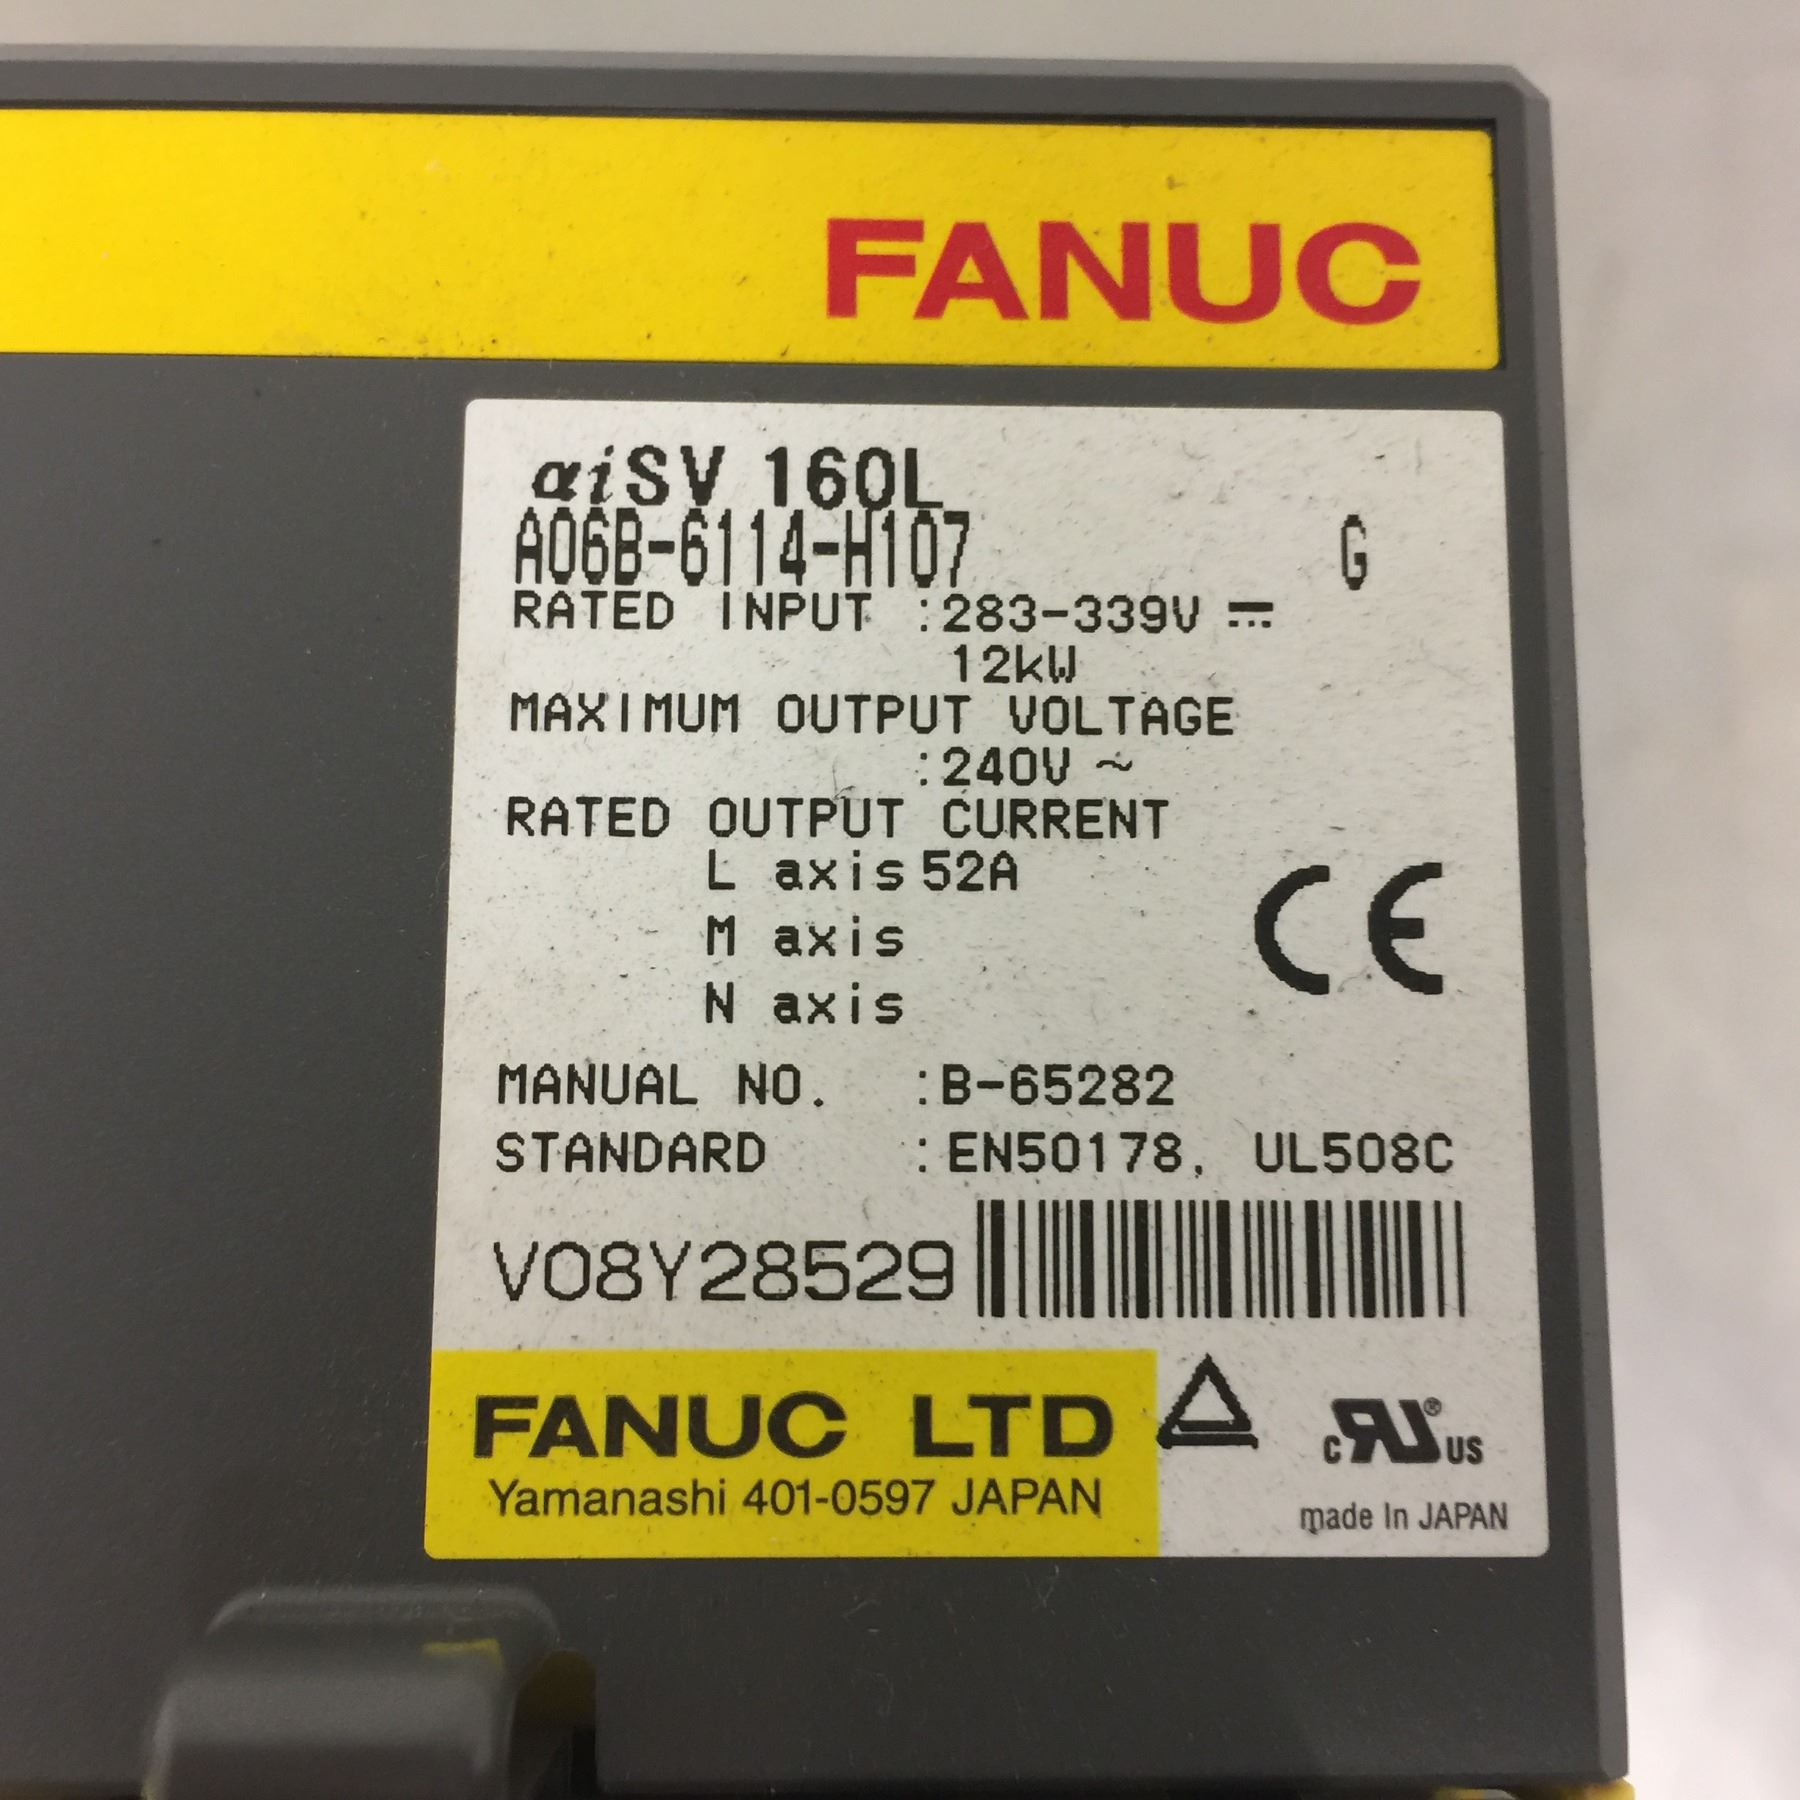 FANUC
αiSV 160L
A06B-6114-H107 G
RATED INPUT :283-339V ⎓
12kW
MAXIMUM OUTPUT VOLTAGE
:240V ~
RATED OUTPUT CURRENT
L axis 52A
M axis
N axis
CE
MANUAL NO. :B-65282
STANDARD :EN50178, UL508C
V08Y28529
FANUC LTD
Yamanashi 401-0597 JAPAN
c RU ® US
made In JAPAN